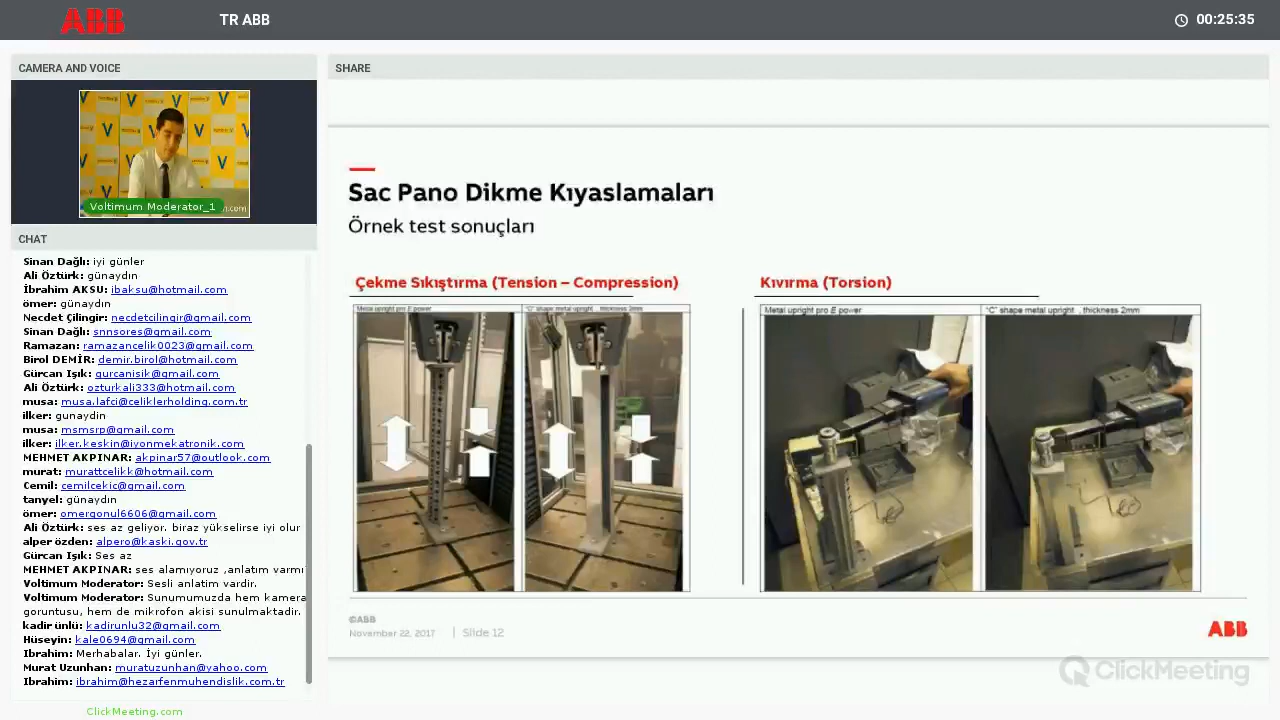 ABB
TR ABB
00:25:35
CAMERA AND VOICE
Voltimum Moderator_1
CHAT
Sinan Dağlı: iyi günler
Ali Öztürk: günaydın
İbrahim AKSU: ibaksu@hotmail.com
ömer: günaydın
Necdet Çilingir: necdetcilingir@gmail.com
Sinan Dağlı: snnsores@gmail.com
Ramazan: ramazancelik0023@gmail.com
Birol DEMİR: demir.birol@hotmail.com
Gürcan Işık: gurcanisik@gmail.com
Ali Öztürk: ozturkali333@hotmail.com
musa: musa.lafci@celiklerholding.com.tr
ilker: gunaydin
musa: msmsrp@gmail.com
ilker: ilker.keskin@iyonmekatronik.com
MEHMET AKPINAR: akpinar57@outlook.com
murat: murattcelikk@hotmail.com
Cemil: cemilcekic@gmail.com
tanyel: günaydın
ömer: omergonul6606@gmail.com
Ali Öztürk: ses az geliyor. biraz yükselirse iyi olur
alper özden: alpero@kaski.gov.tr
Gürcan Işık: Ses az
MEHMET AKPINAR: ses alamıyoruz ,anlatım varmı
Voltimum Moderator: Sesli anlatim vardir.
Voltimum Moderator: Sunumumuzda hem kamera
goruntusu, hem de mikrofon akisi sunulmaktadir.
kadir ünlü: kadirunlu32@gmail.com
Hüseyin: kale0694@gmail.com
Ibrahim: Merhabalar. İyi günler.
Murat Uzunhan: muratuzunhan@yahoo.com
Ibrahim: ibrahim@hezarfenmuhendislik.com.tr
ClickMeeting.com
SHARE
Sac Pano Dikme Kıyaslamaları
Örnek test sonuçları
Çekme Sıkıştırma (Tension – Compression)
Metal upright pro E power
"C" shape metal upright , thickness 2mm
Kıvırma (Torsion)
Metal upright pro E power
"C" shape metal upright , thickness 2mm
©ABB
November 22, 2017 | Slide 12
ABB
ClickMeeting